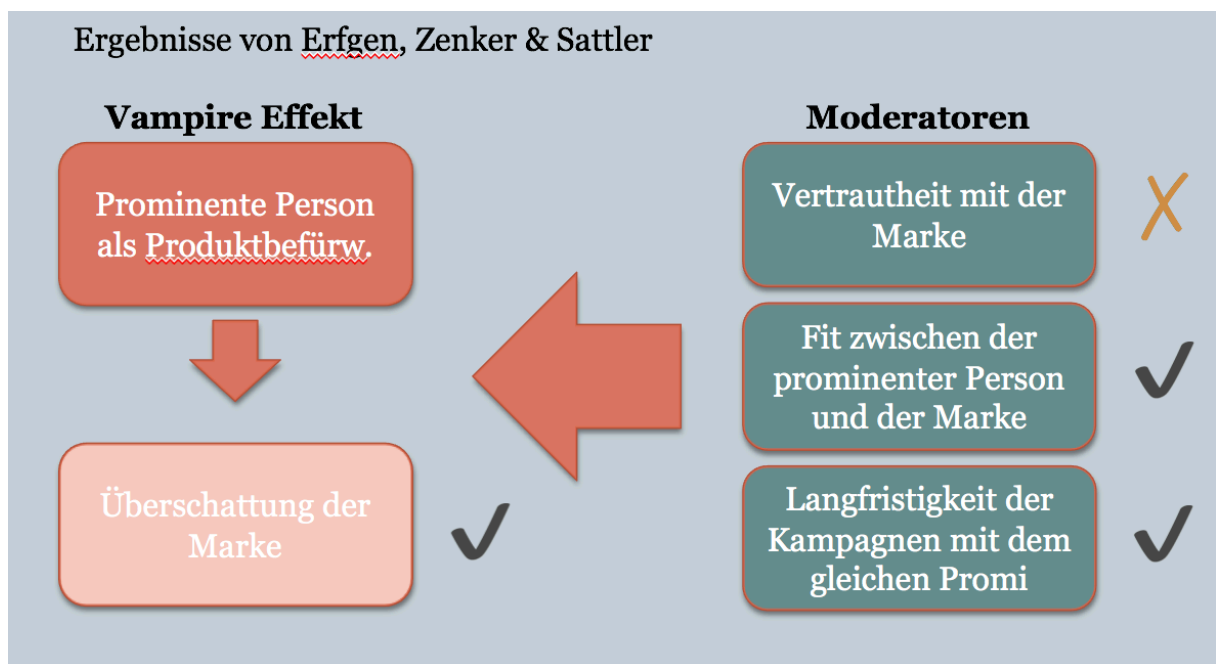 Ergebnisse von Erfgen, Zenker & Sattler
Vampire Effekt
Prominente Person
als Produktbefürw.
Überschattung der
Marke
Moderatoren
Vertrautheit mit der
Marke
Fit zwischen der
prominenter Person
und der Marke
Langfristigkeit der
Kampagnen mit dem
gleichen Promi